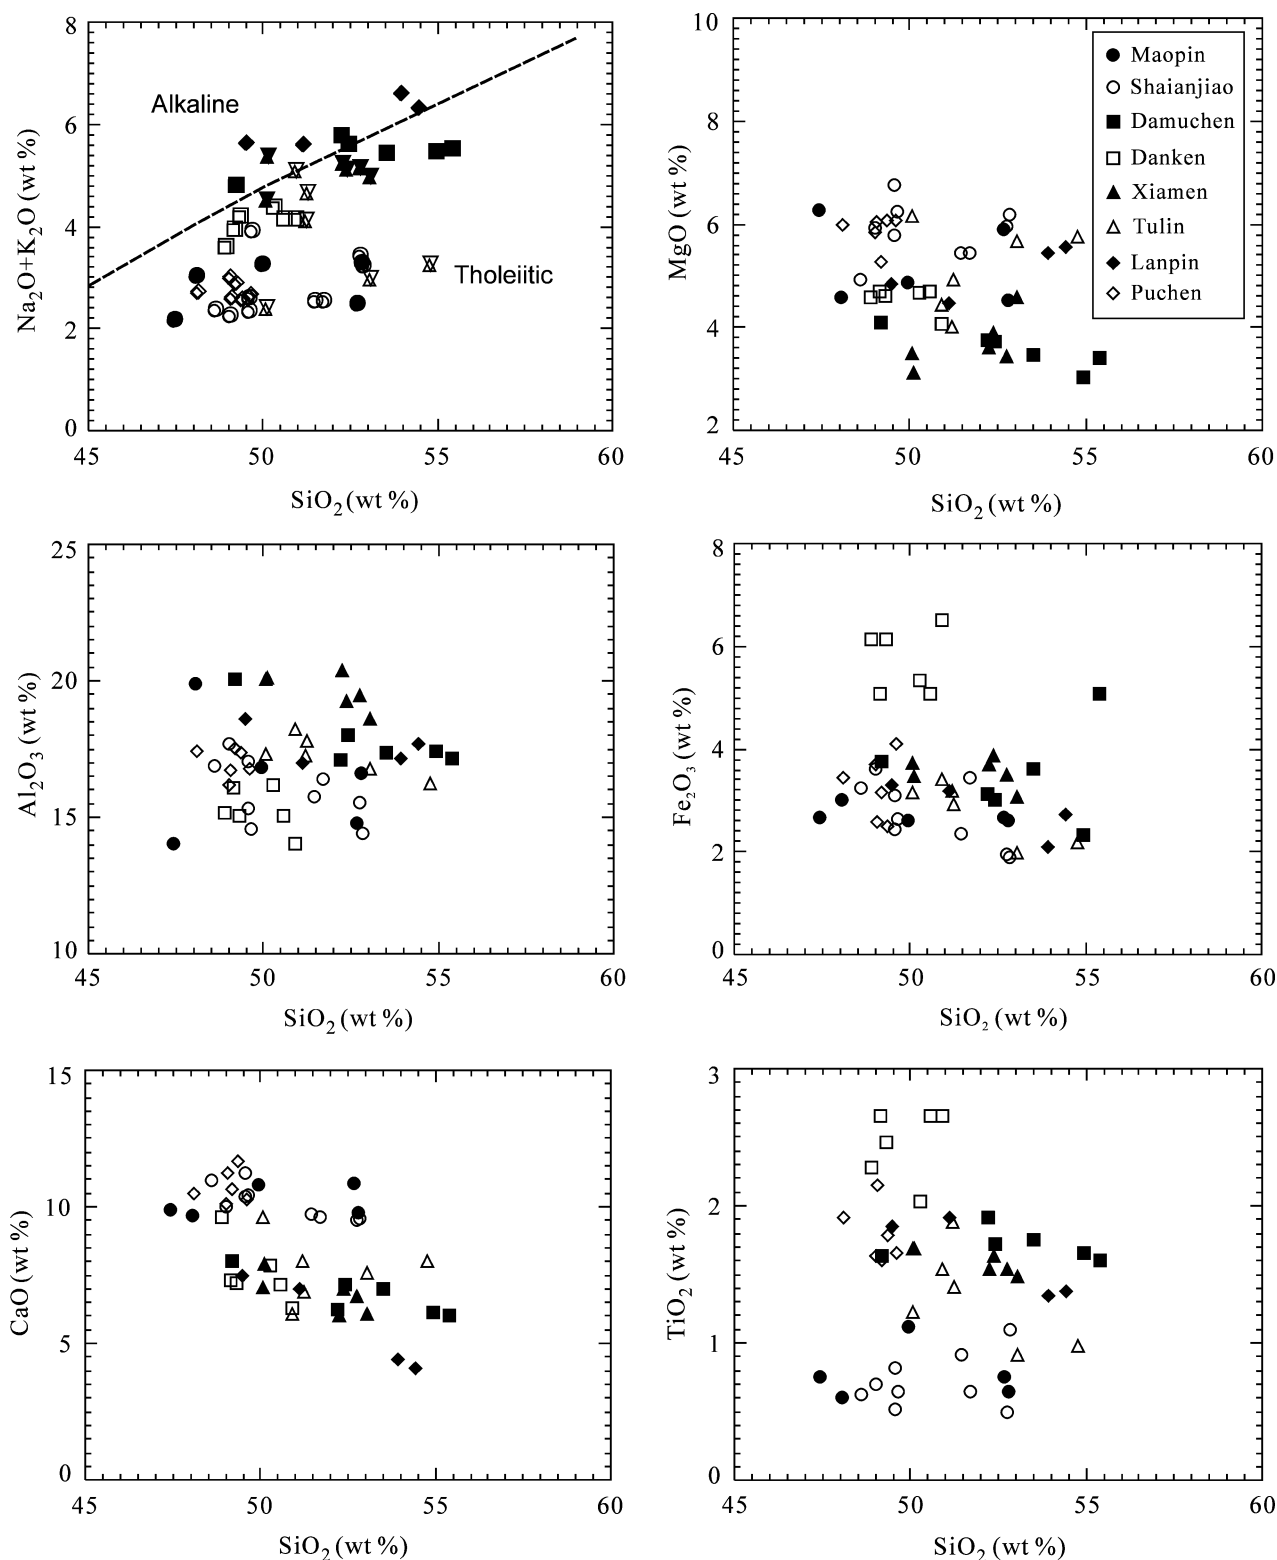 8
6
4
2
0
45
50
55
60
Na2O+K2O (wt %)
SiO2 (wt %)
Alkaline
Tholeiitic
10
8
6
4
2
45
50
55
60
MgO (wt %)
SiO2 (wt %)
Maopin
Shaianjiao
Damuchen
Danken
Xiamen
Tulin
Lanpin
Puchen
25
20
15
10
45
50
55
60
Al2O3 (wt %)
SiO2 (wt %)
8
6
4
2
0
45
50
55
60
Fe2O3 (wt %)
SiO2 (wt %)
15
10
5
0
45
50
55
60
CaO (wt %)
SiO2 (wt %)
3
2
1
0
45
50
55
60
TiO2 (wt %)
SiO2 (wt %)